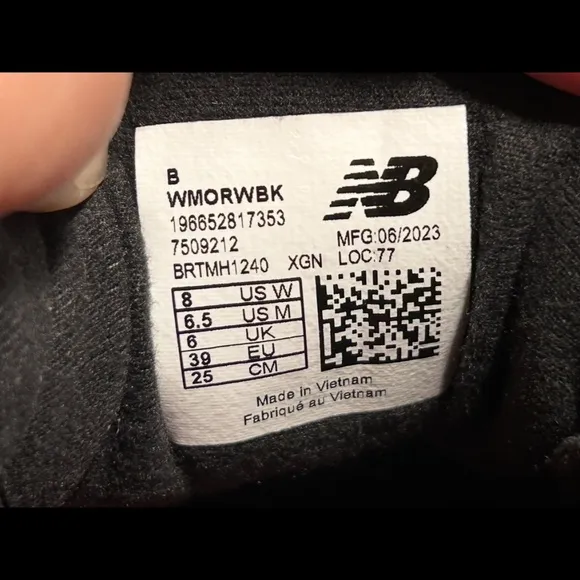 B
WMORWBK
196652817353
7509212
BRTMH1240 XGN
NB
MFG:06/2023
LOC:77
8 US W
6.5 US M
6 UK
39 EU
25 CM
Made in Vietnam
Fabriqué au Vietnam